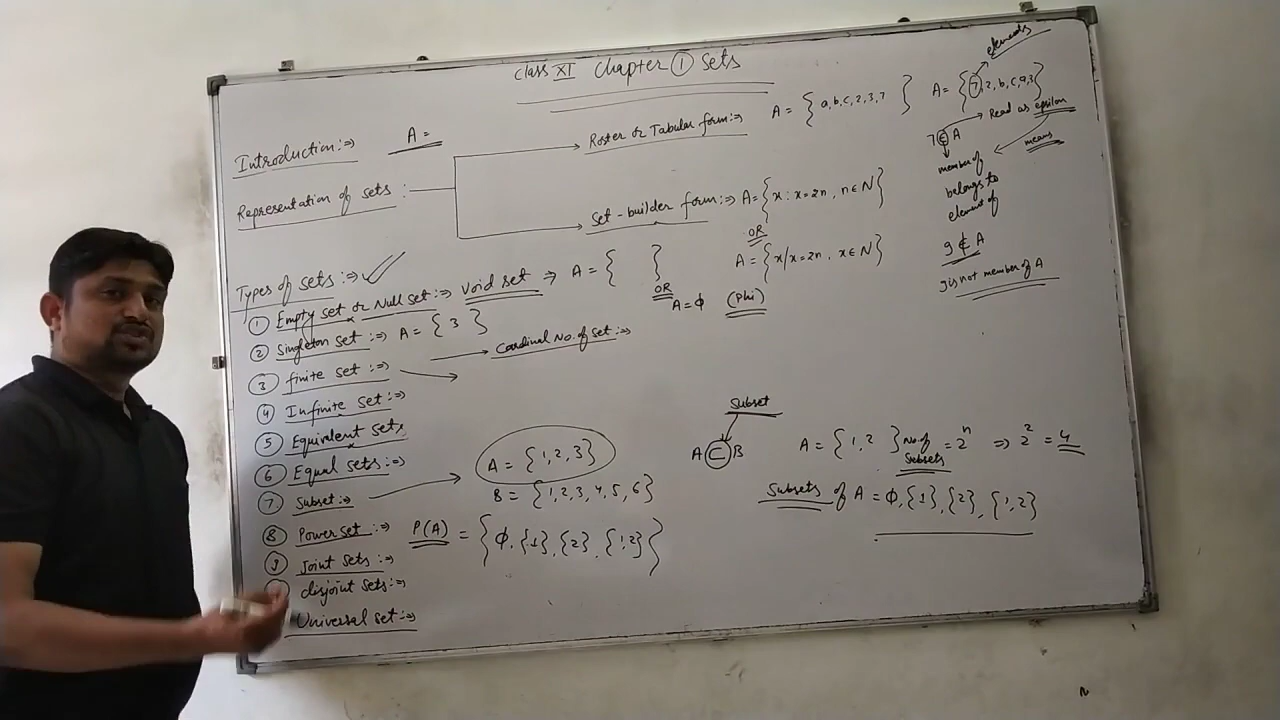 class XI Chapter ① Sets
elements
A = { 7, 2, b, c, a, 3 }
Roster or Tabular form :⇒ A = { a, b, c, 2, 3, 7 }
Read as epsilon
7 ∈ A
means
member of
belongs to
element of
9 ∉ A
9 is not member of A
Introduction :⇒ A =
Representation of sets :
Set-builder form :⇒ A = { x : x = 2n, n ∈ N }
OR
A = { x / x = 2n, x ∈ N }
Types of sets :⇒
① Empty set or Null set :⇒ Void set ⇒ A = { }
OR
A = ϕ (Phi)
② Singleton set :⇒ A = { 3 }
Cardinal No. of set :⇒
③ finite set :⇒
④ Infinite set :⇒
⑤ Equivalent sets
⑥ Equal sets :⇒
⑦ Subset :⇒ A = { 1, 2, 3 }
B = { 1, 2, 3, 4, 5, 6 }
⑧ Power set :⇒ P(A) = { ϕ, {1}, {2}, {1, 2} }
⑨ Joint sets :⇒
disjoint sets :⇒
Universal set :⇒
Subset
A ⊂ B
A = { 1, 2 } No. of Subsets = 2ⁿ ⇒ 2² = 4
Subsets of A = ϕ, {1}, {2}, {1, 2}